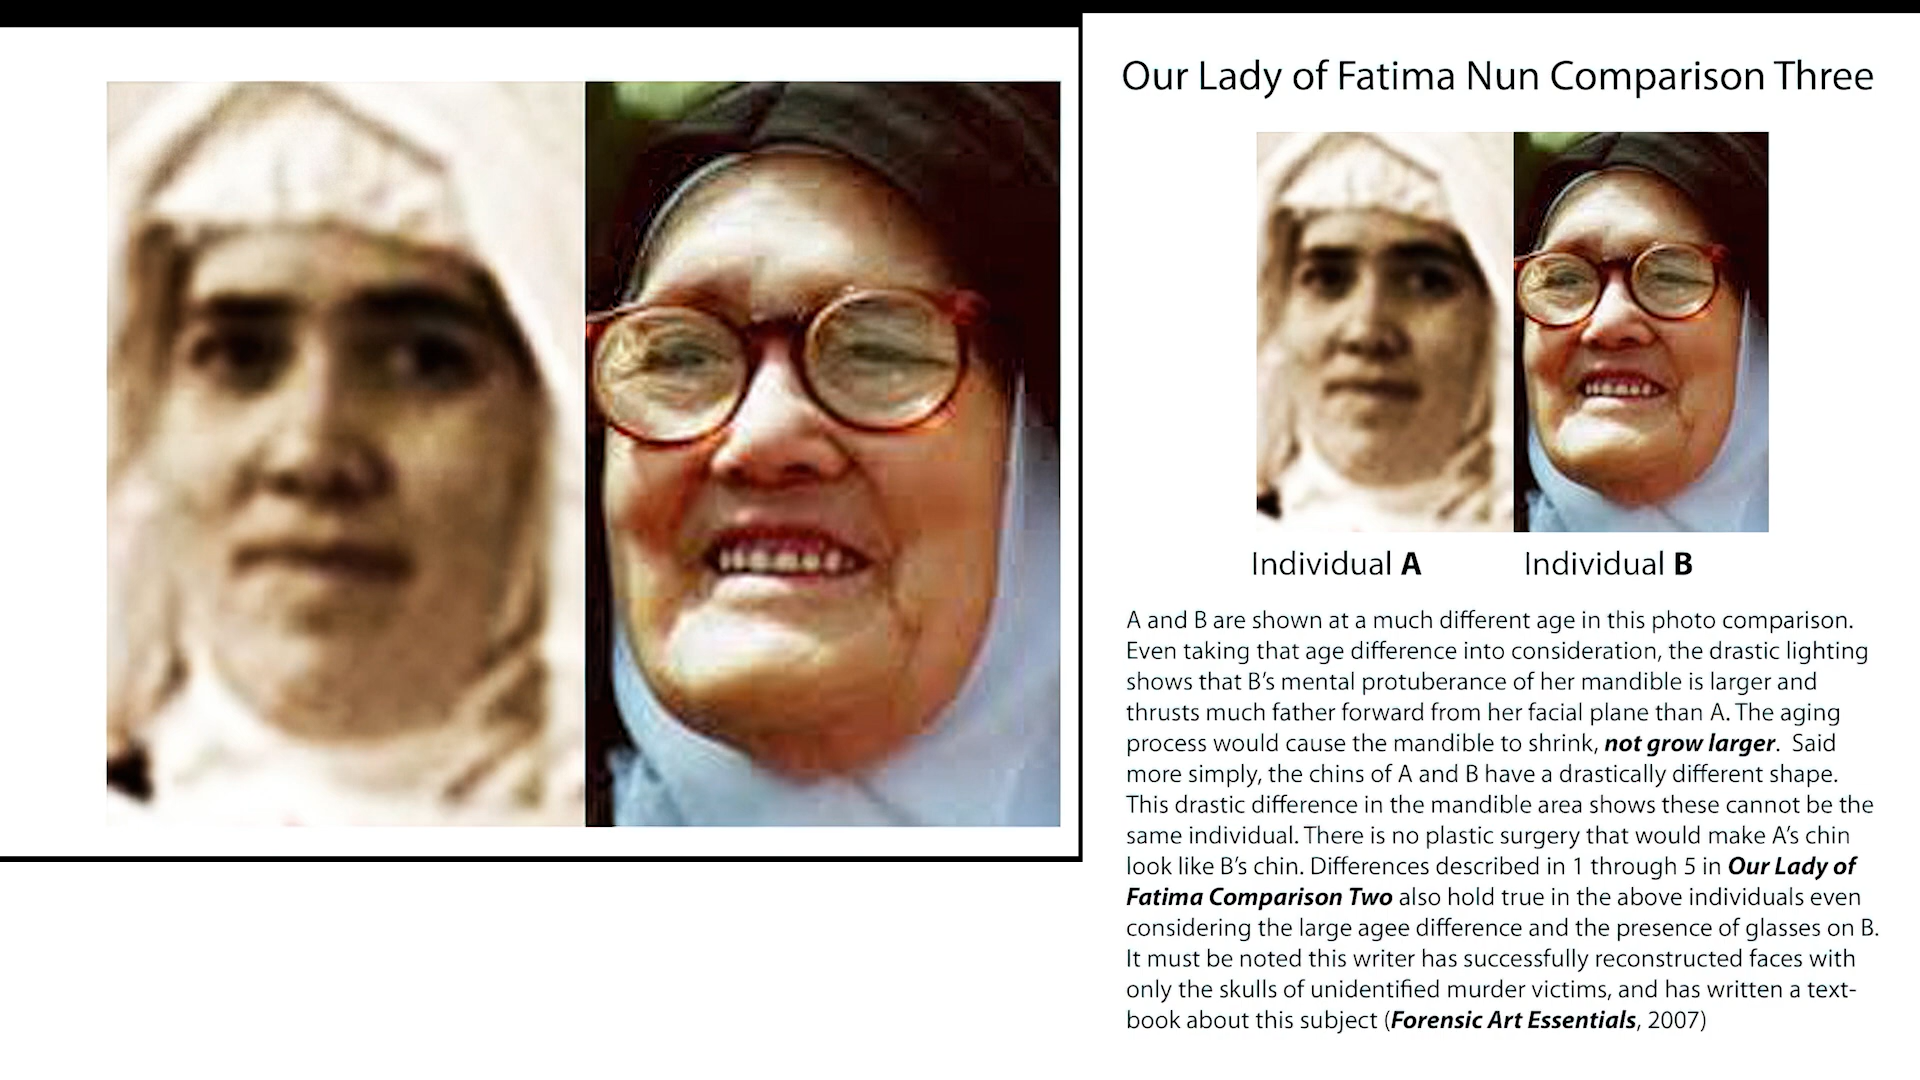 Our Lady of Fatima Nun Comparison Three
Individual A
Individual B
A and B are shown at a much different age in this photo comparison.
Even taking that age difference into consideration, the drastic lighting
shows that B's mental protuberance of her mandible is larger and
thrusts much father forward from her facial plane than A. The aging
process would cause the mandible to shrink, not grow larger.  Said
more simply, the chins of A and B have a drastically different shape.
This drastic difference in the mandible area shows these cannot be the
same individual. There is no plastic surgery that would make A's chin
look like B's chin. Differences described in 1 through 5 in Our Lady of
Fatima Comparison Two also hold true in the above individuals even
considering the large agee difference and the presence of glasses on B.
It must be noted this writer has successfully reconstructed faces with
only the skulls of unidentified murder victims, and has written a text-
book about this subject (Forensic Art Essentials, 2007)